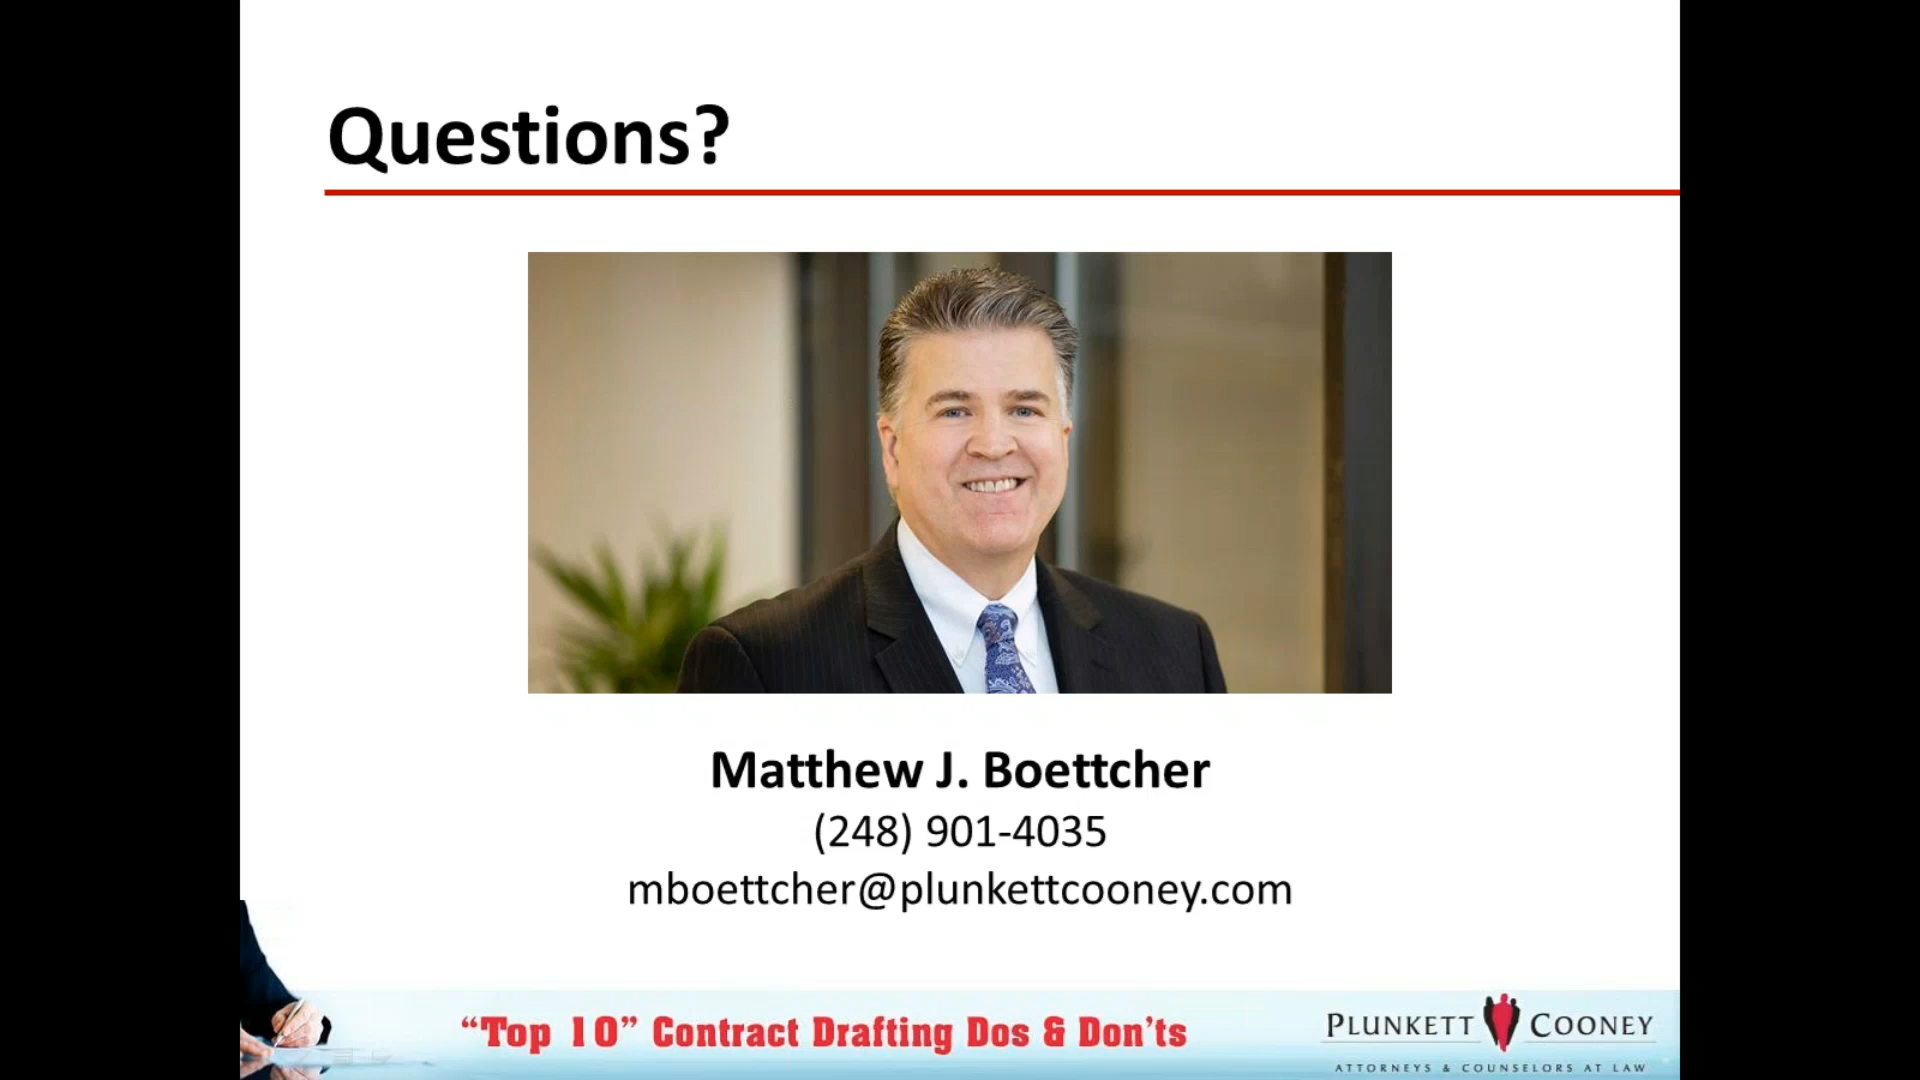 Questions?
Matthew J. Boettcher
(248) 901-4035
mboettcher@plunkettcooney.com
“Top 10” Contract Drafting Dos & Don’ts
PLUNKETT COONEY
ATTORNEYS & COUNSELORS AT LAW